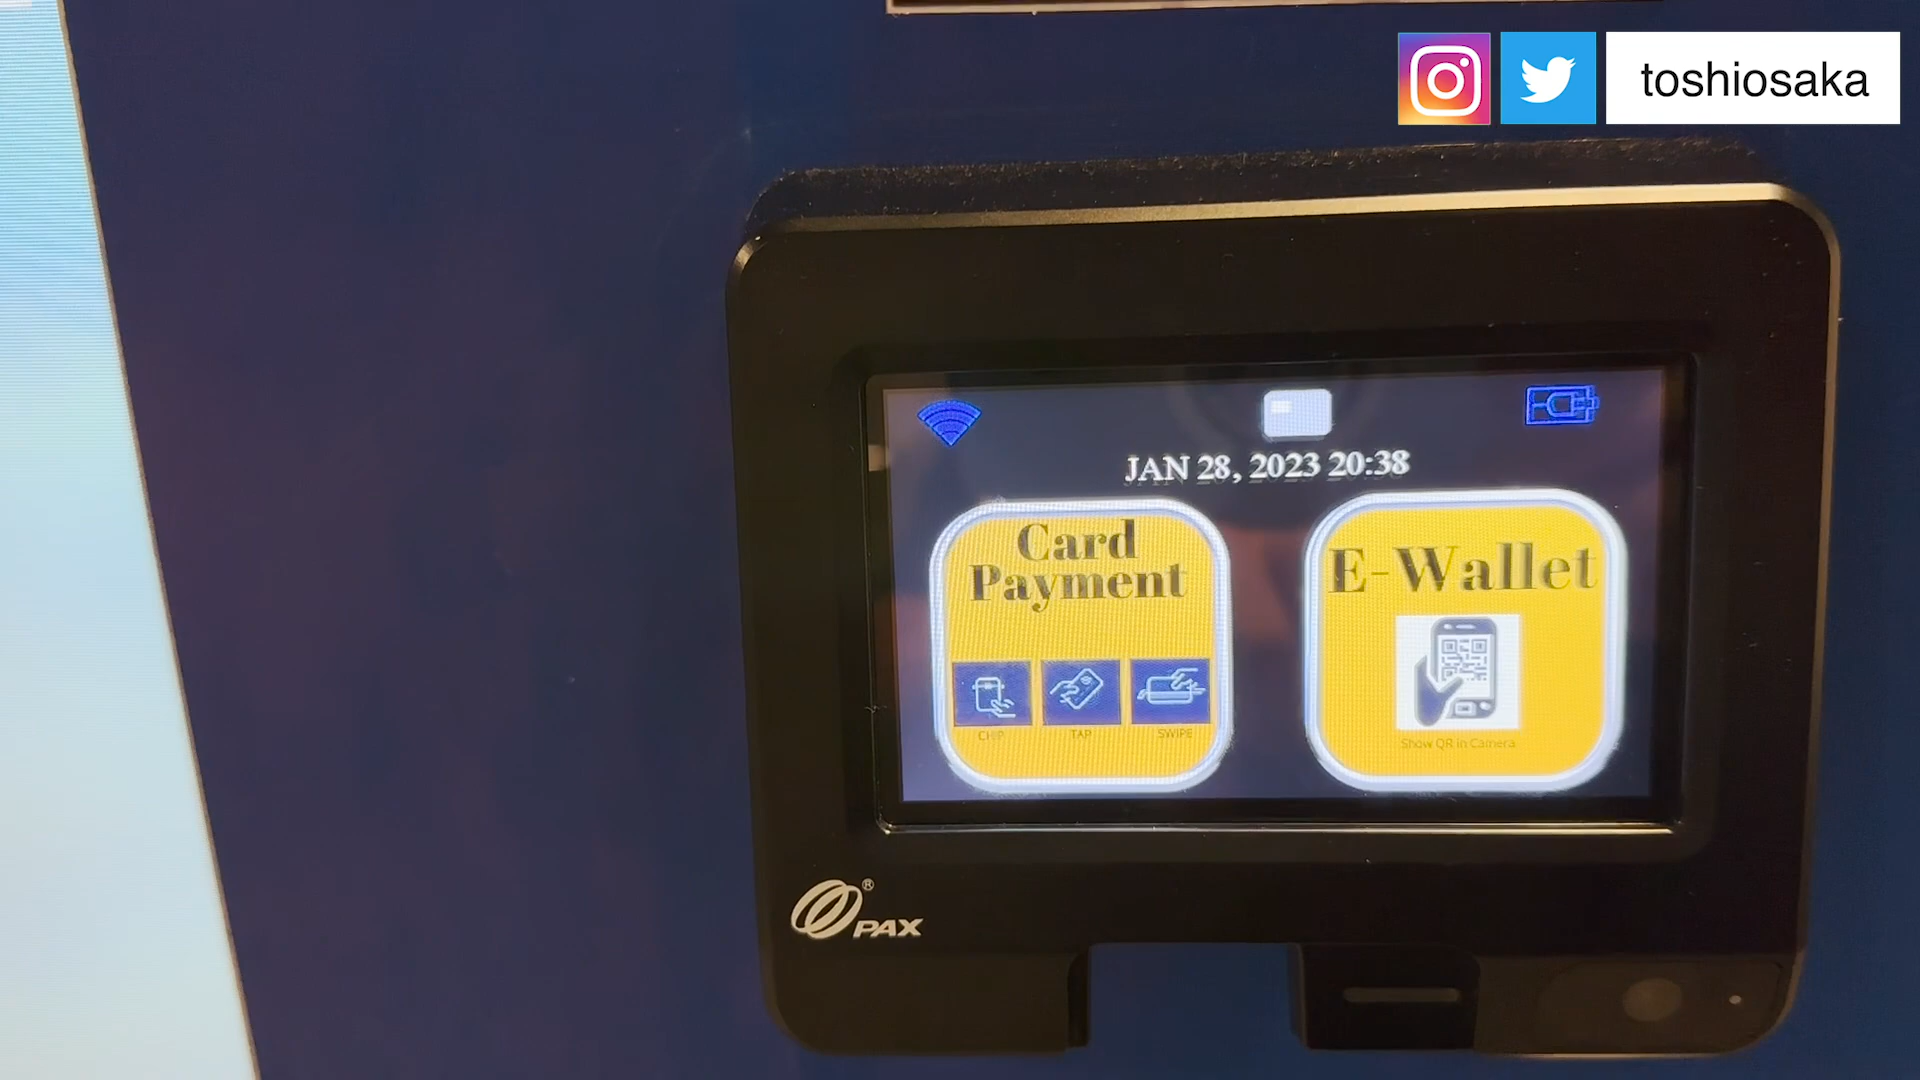 toshiosaka
JAN 28, 2023 20:38
Card
Payment
CHIP
TAP
SWIPE
E-Wallet
Show QR in Camera
PAX